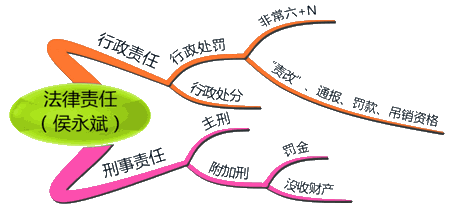 法律责任
（侯永斌）
行政责任
行政处罚
非常六+N
"责改"、通报、罚款、吊销资格
行政处分
刑事责任
主刑
附加刑
罚金
没收财产